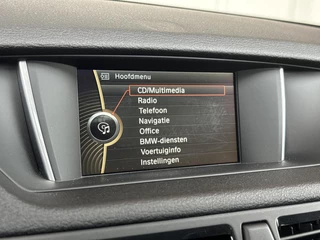 Hoofdmenu
CD/Multimedia
Radio
Telefoon
Navigatie
Office
BMW-diensten
Voertuiginfo
Instellingen